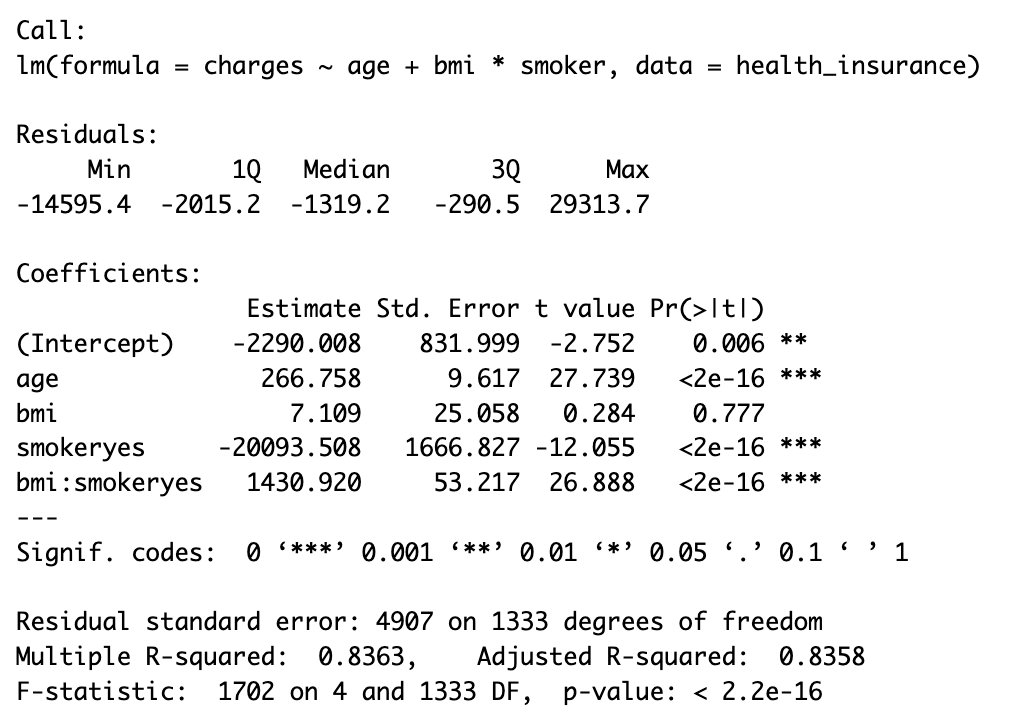 Call:
lm(formula = charges ~ age + bmi * smoker, data = health_insurance)

Residuals:
     Min       1Q   Median       3Q      Max
-14595.4  -2015.2  -1319.2   -290.5  29313.7

Coefficients:
                Estimate Std. Error t value Pr(>|t|)
(Intercept)    -2290.008    831.999  -2.752    0.006 **
age              266.758      9.617  27.739   <2e-16 ***
bmi                7.109     25.058   0.284    0.777
smokeryes     -20093.508   1666.827 -12.055   <2e-16 ***
bmi:smokeryes   1430.920     53.217  26.888   <2e-16 ***
---
Signif. codes:  0 ‘***’ 0.001 ‘**’ 0.01 ‘*’ 0.05 ‘.’ 0.1 ‘ ’ 1

Residual standard error: 4907 on 1333 degrees of freedom
Multiple R-squared:  0.8363,    Adjusted R-squared:  0.8358
F-statistic:  1702 on 4 and 1333 DF,  p-value: < 2.2e-16